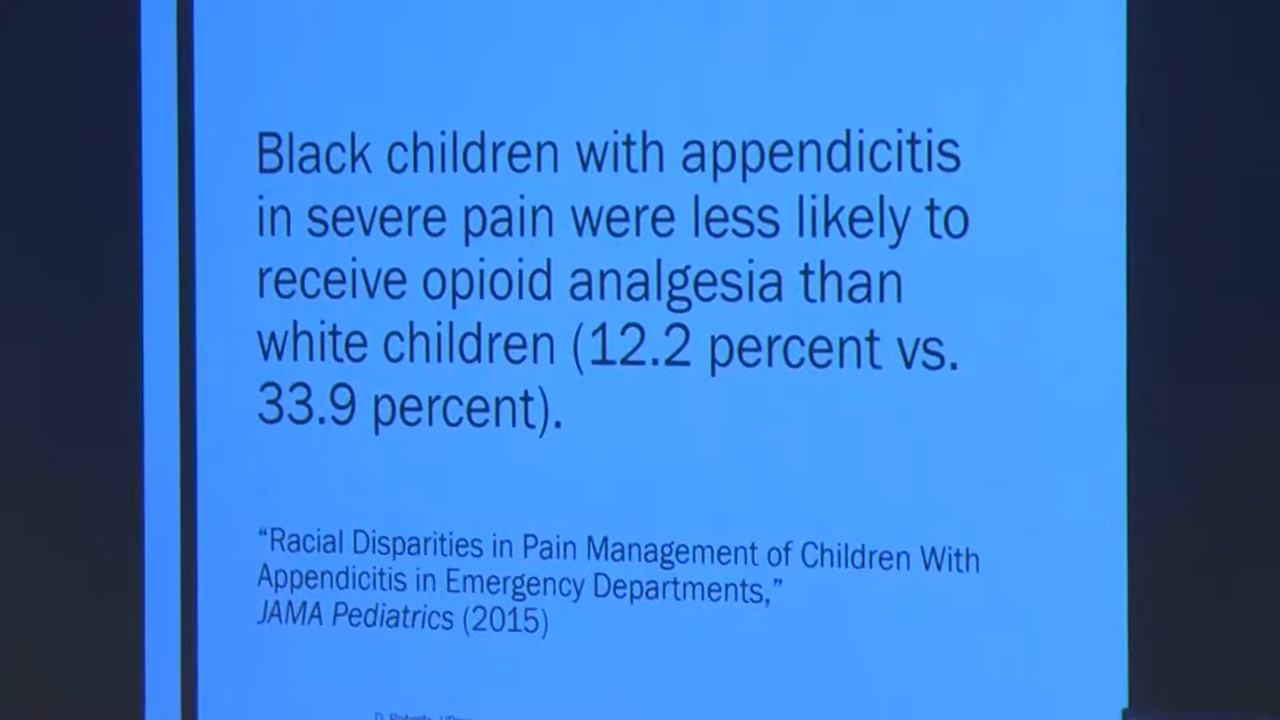 Black children with appendicitis
in severe pain were less likely to
receive opioid analgesia than
white children (12.2 percent vs.
33.9 percent).
“Racial Disparities in Pain Management of Children With
Appendicitis in Emergency Departments,”
JAMA Pediatrics (2015)